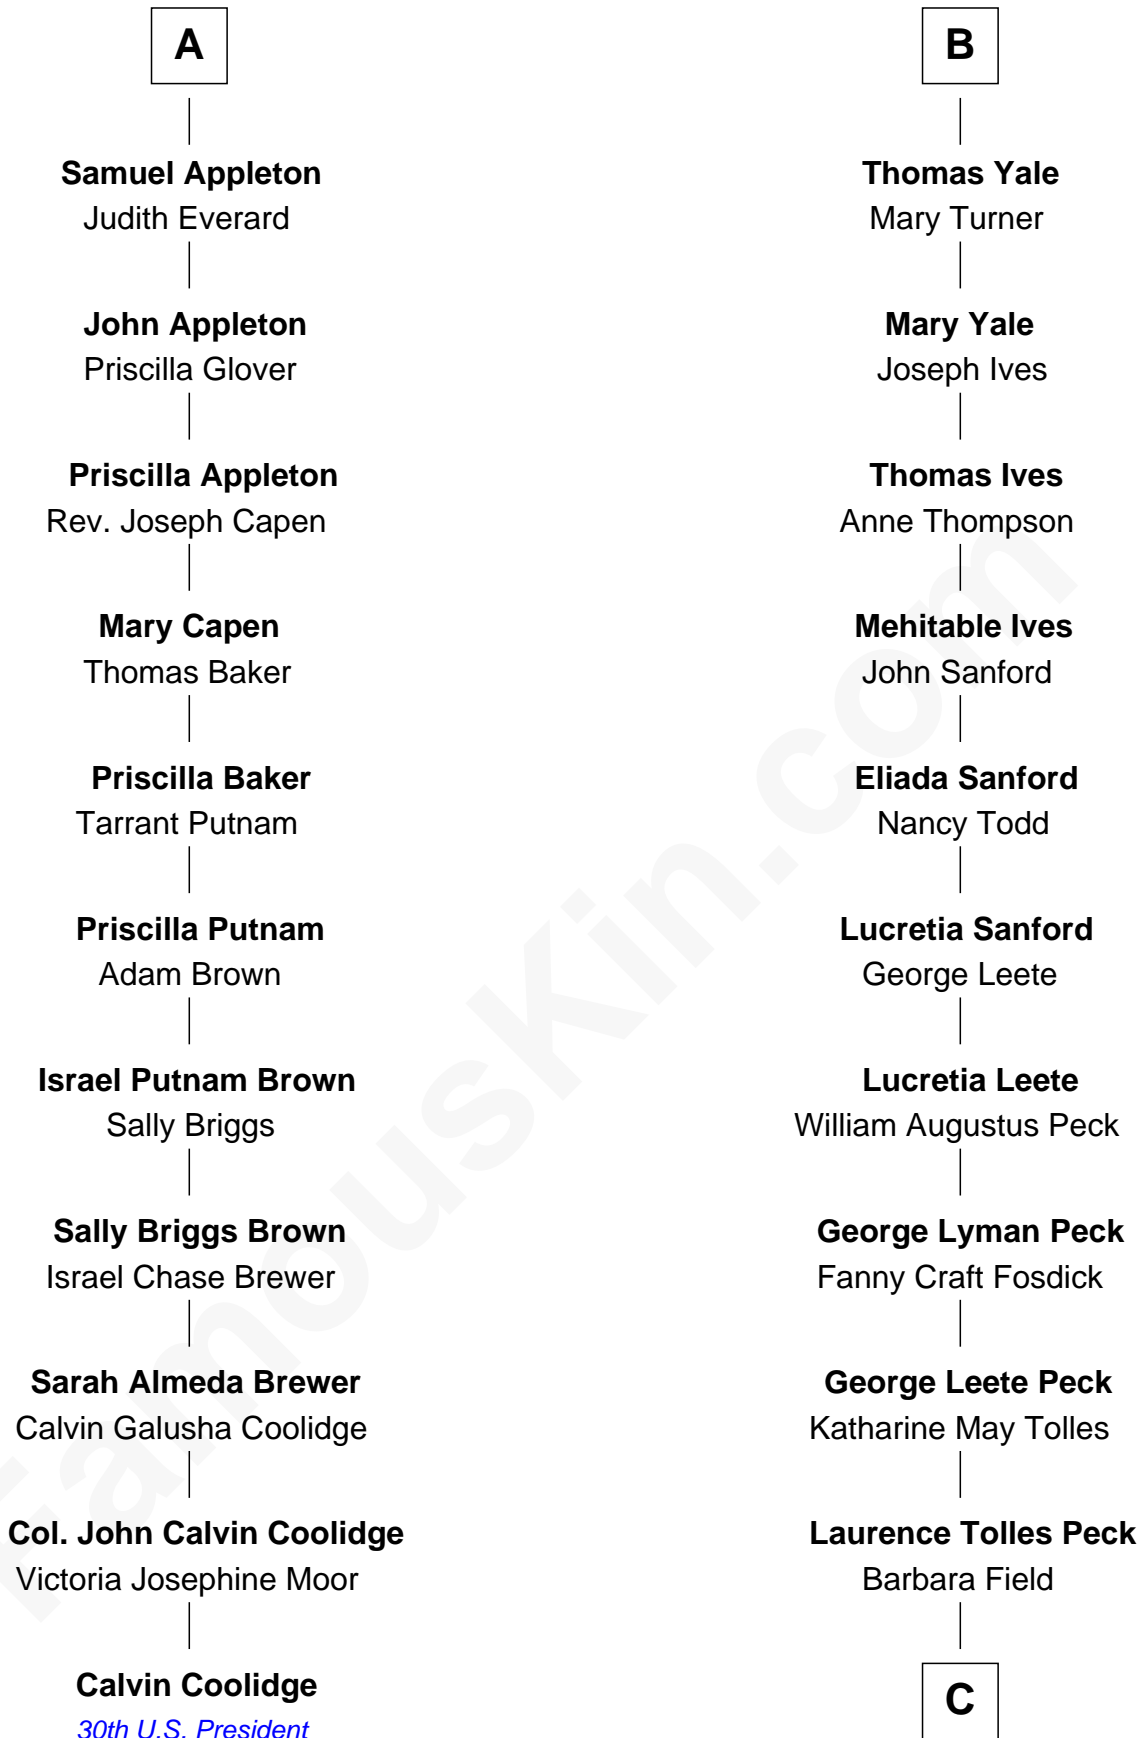 A
Samuel Appleton
Judith Everard
John Appleton
Priscilla Glover
Priscilla Appleton
Rev. Joseph Capen
Mary Capen
Thomas Baker
Priscilla Baker
Tarrant Putnam
Priscilla Putnam
Adam Brown
Israel Putnam Brown
Sally Briggs
Sally Briggs Brown
Israel Chase Brewer
Sarah Almeda Brewer
Calvin Galusha Coolidge
Col. John Calvin Coolidge
Victoria Josephine Moor
Calvin Coolidge
30th U.S. President
B
Thomas Yale
Mary Turner
Mary Yale
Joseph Ives
Thomas Ives
Anne Thompson
Mehitable Ives
John Sanford
Eliada Sanford
Nancy Todd
Lucretia Sanford
George Leete
Lucretia Leete
William Augustus Peck
George Lyman Peck
Fanny Craft Fosdick
George Leete Peck
Katharine May Tolles
Laurence Tolles Peck
Barbara Field
C
FamousKin.com